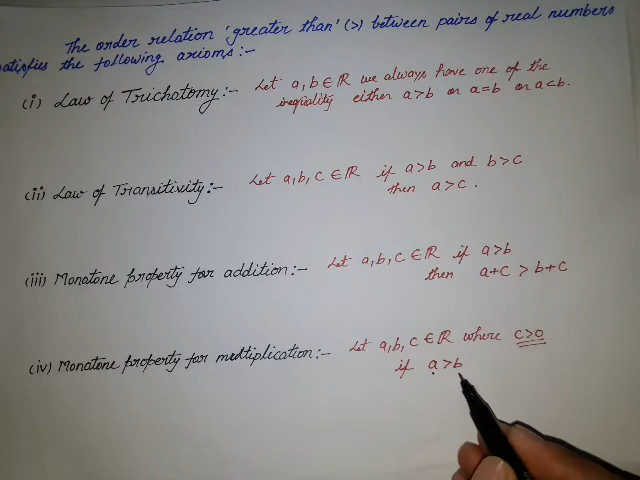 The order relation 'greater than' (>) between pairs of real numbers
satisfies the following axioms:-
(i) Law of Trichotomy:- Let a, b ∈ ℝ we always have one of the
inequality either a>b or a=b or a<b.
(ii) Law of Transitivity:- Let a, b, c ∈ ℝ if a>b and b>c
then a>c.
(iii) Monotone property for addition:- Let a, b, c ∈ ℝ if a>b
then a+c > b+c
(iv) Monotone property for multiplication:- Let a, b, c ∈ ℝ where c>0
if a>b